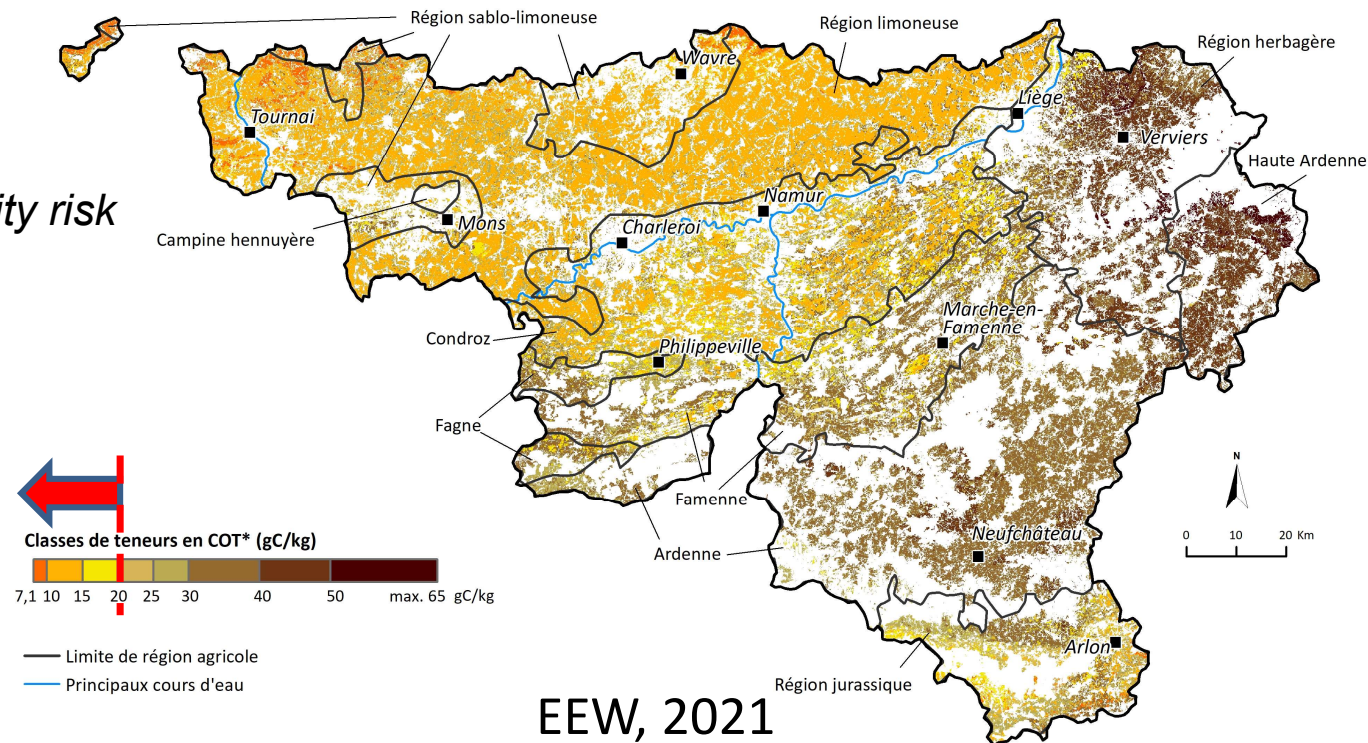 Région sablo-limoneuse
Région limoneuse
Région herbagère
Wavre
Liège
Tournai
Verviers
Haute Ardenne
ity risk
Namur
Mons
Charleroi
Campine hennuyère
Marche-en-
Famenne
Condroz
Philippeville
Fagne
N
Famenne
Classes de teneurs en COT* (gC/kg)
Ardenne
Neufchâteau
0 10 20 Km
7,1 10 15 20 25 30 40 50 max. 65 gC/kg
Limite de région agricole
Arlon
Principaux cours d'eau
Région jurassique
EEW, 2021